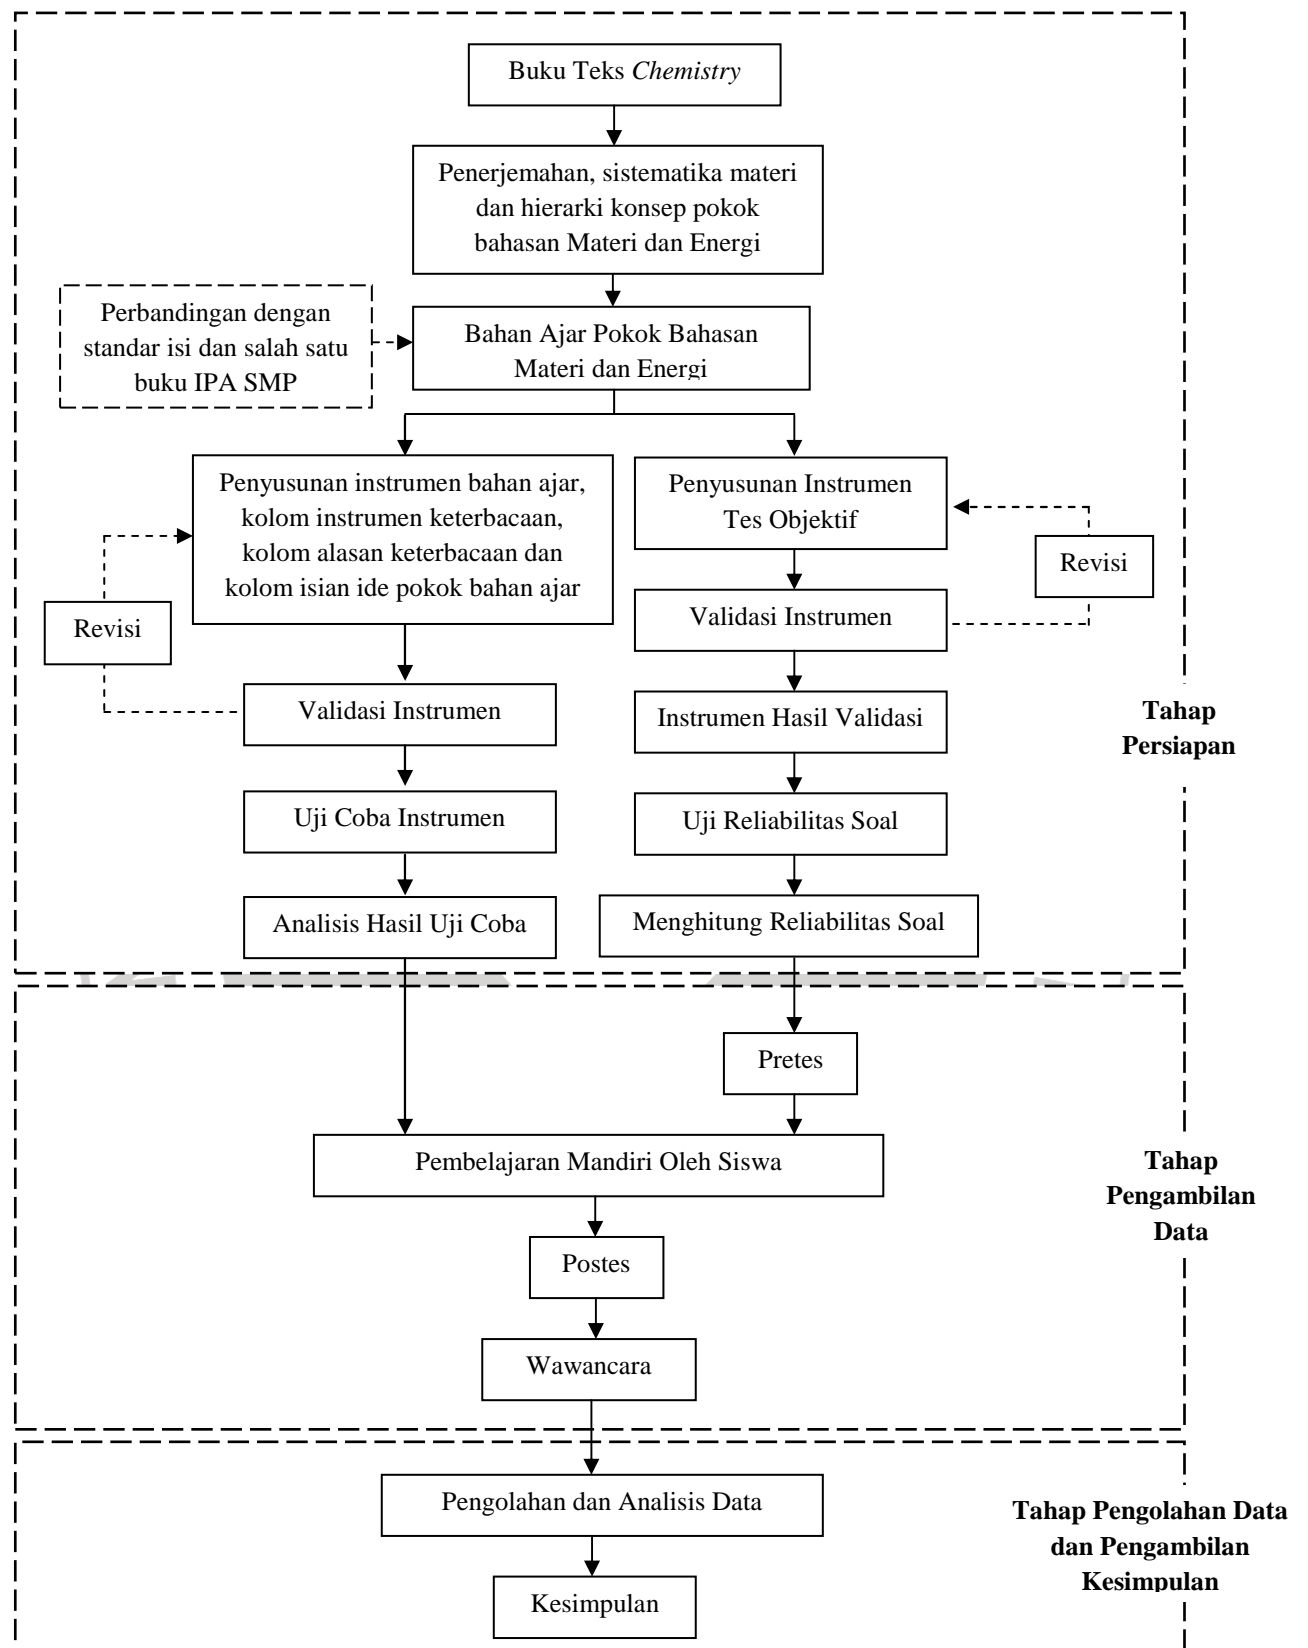 Buku Teks Chemistry
Penerjemahan, sistematika materi
dan hierarki konsep pokok
bahasan Materi dan Energi
Perbandingan dengan
standar isi dan salah satu
buku IPA SMP
Bahan Ajar Pokok Bahasan
Materi dan Energi
Penyusunan instrumen bahan ajar,
kolom instrumen keterbacaan,
kolom alasan keterbacaan dan
kolom isian ide pokok bahan ajar
Penyusunan Instrumen
Tes Objektif
Revisi
Revisi
Validasi Instrumen
Validasi Instrumen
Instrumen Hasil Validasi
Tahap
Persiapan
Uji Coba Instrumen
Uji Reliabilitas Soal
Analisis Hasil Uji Coba
Menghitung Reliabilitas Soal
Pretes
Pembelajaran Mandiri Oleh Siswa
Tahap
Pengambilan
Data
Postes
Wawancara
Pengolahan dan Analisis Data
Tahap Pengolahan Data
dan Pengambilan
Kesimpulan
Kesimpulan